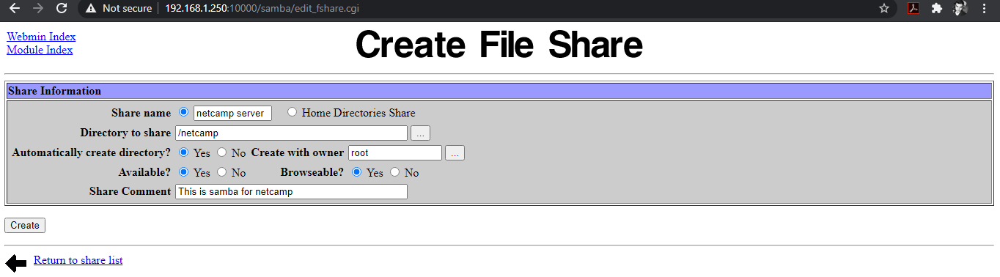 Not secure | 192.168.1.250:10000/samba/edit_fshare.cgi
Webmin Index
Module Index
Create File Share
Share Information
Share name netcamp server Home Directories Share
Directory to share /netcamp ...
Automatically create directory? Yes No Create with owner root ...
Available? Yes No Browseable? Yes No
Share Comment This is samba for netcamp
Create
Return to share list